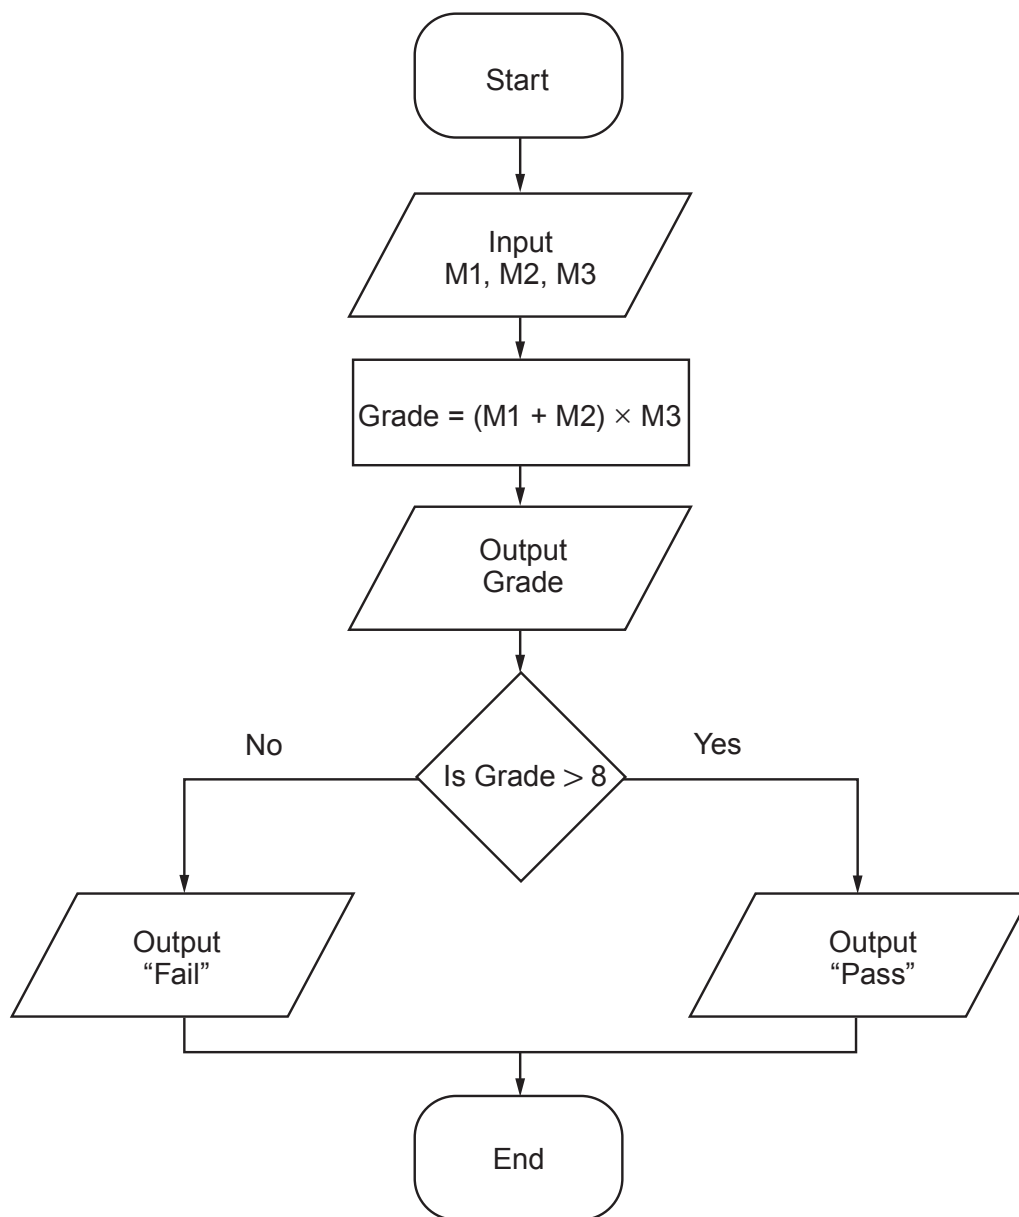 Start
Input
M1, M2, M3
Grade = (M1 + M2) × M3
Output
Grade
Is Grade > 8
No
Yes
Output
“Fail”
Output
“Pass”
End